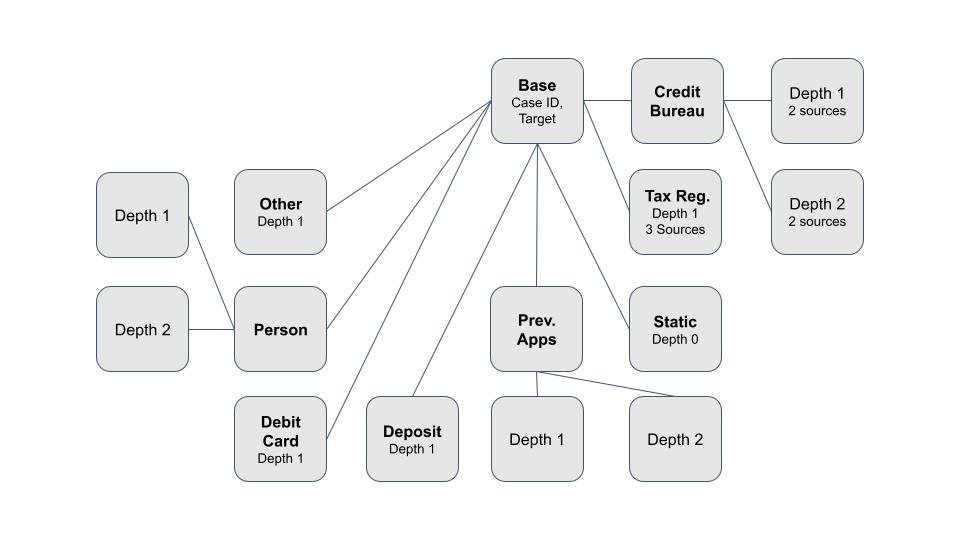 Base
Case ID,
Target
Credit
Bureau
Depth 1
2 sources
Depth 1
Other
Depth 1
Tax Reg.
Depth 1
3 Sources
Depth 2
2 sources
Depth 2
Person
Prev.
Apps
Static
Depth 0
Debit
Card
Depth 1
Deposit
Depth 1
Depth 1
Depth 2